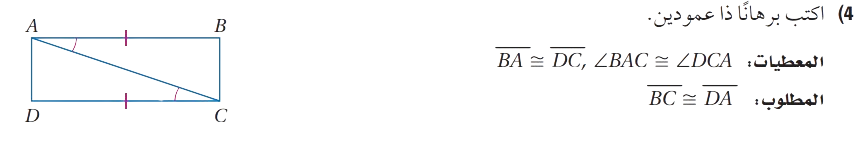 4) اكتب برهانًا ذا عمودين.
المعطيات: BA ≅ DC, ∠BAC ≅ ∠DCA
المطلوب: BC ≅ DA
A B
D C